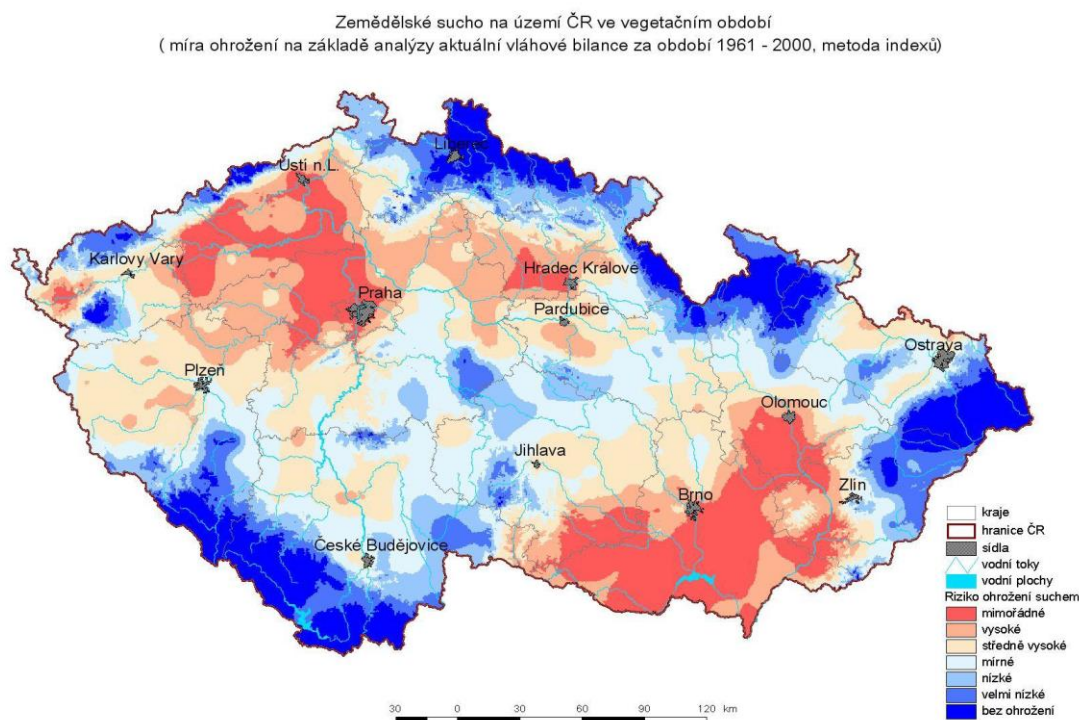 Zemědělské sucho na území ČR ve vegetačním období
( míra ohrožení na základě analýzy aktuální vláhové bilance za období 1961 - 2000, metoda indexů)
Liberec
Ústí n.L.
Karlovy Vary
Hradec Králové
Praha
Pardubice
Ostrava
Plzeň
Olomouc
Jihlava
Zlín
Brno
České Budějovice
kraje
hranice ČR
sídla
vodní toky
vodní plochy
Riziko ohrožení suchem
mimořádné
vysoké
středně vysoké
mírné
nízké
velmi nízké
bez ohrožení
30 0 30 60 90 120 km